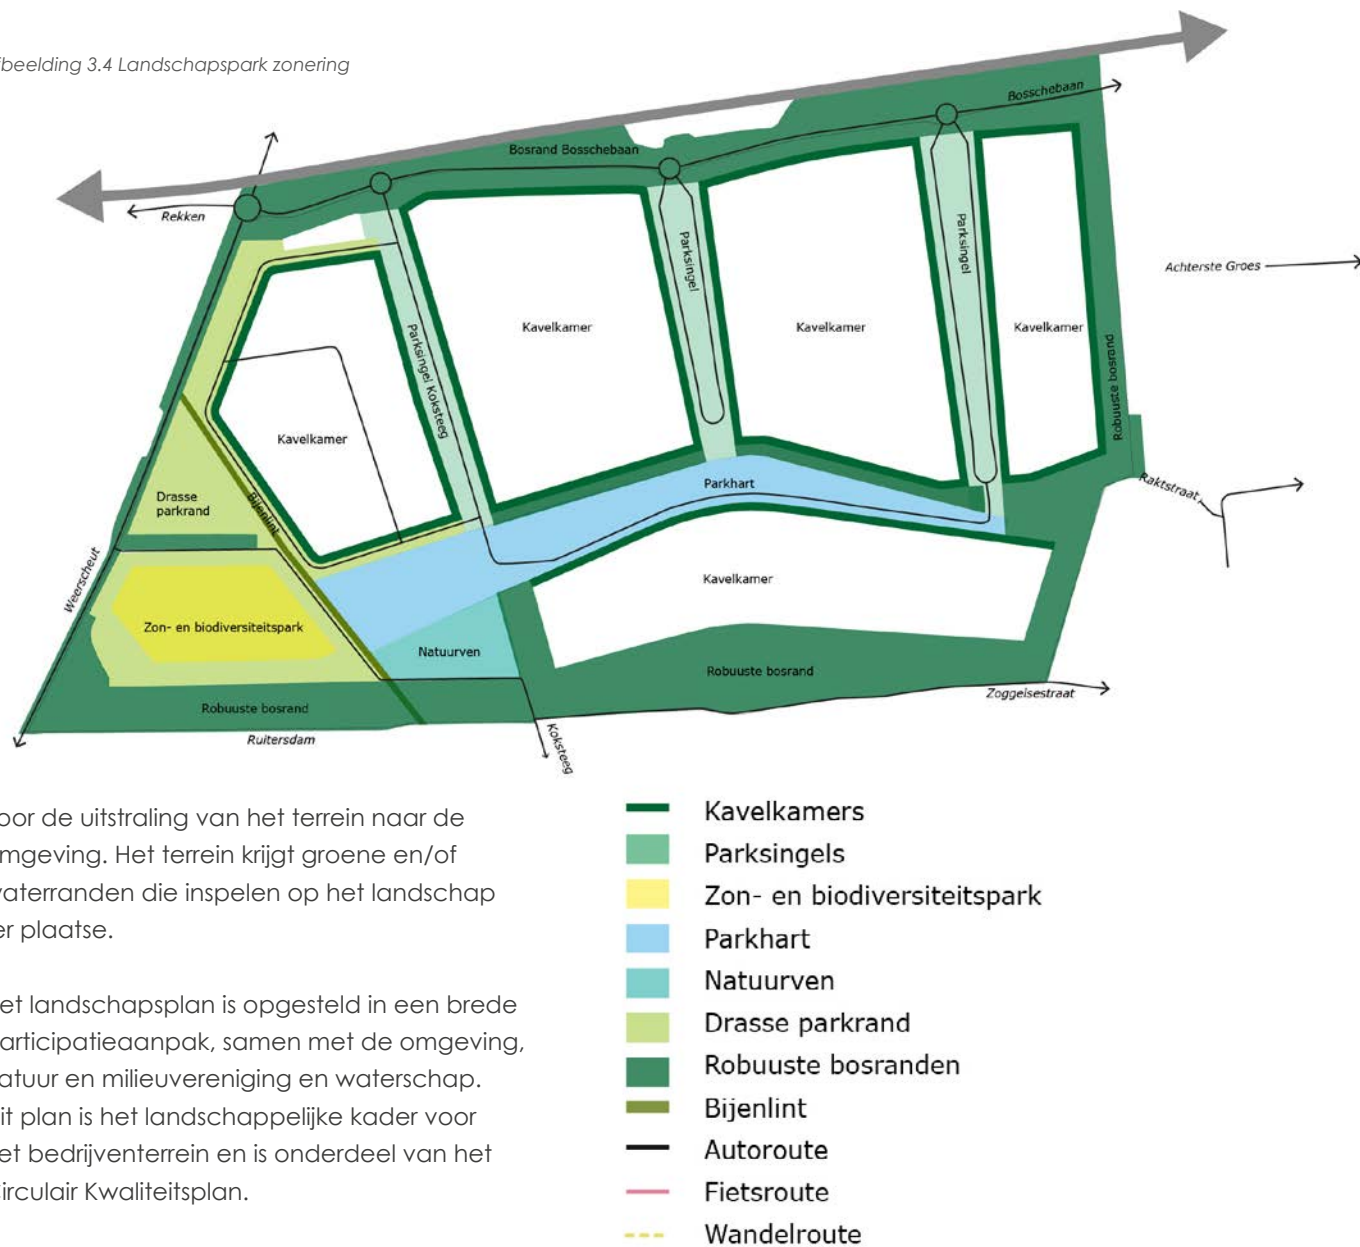 fbeelding 3.4 Landschapspark zonering
Bosschebaan
Bosrand Bosschebaan
Rekken
Parksingel
Parksingel
Achterste Groes
Kavelkamer
Kavelkamer
Kavelkamer
Parksingel Koksteeg
Robuuste bosrand
Kavelkamer
Parkhart
Raktstraat
Drasse
parkrand
Bijenlint
Weerscheut
Kavelkamer
Zon- en biodiversiteitspark
Natuurven
Robuuste bosrand
Zoggelsestraat
Robuuste bosrand
Ruitersdam
Koksteeg
oor de uitstraling van het terrein naar de
mgeving. Het terrein krijgt groene en/of
vaterranden die inspelen op het landschap
er plaatse.
et landschapsplan is opgesteld in een brede
articipatieaanpak, samen met de omgeving,
atuur en milieuvereniging en waterschap.
it plan is het landschappelijke kader voor
et bedrijventerrein en is onderdeel van het
Circulair Kwaliteitsplan.
Kavelkamers
Parksingels
Zon- en biodiversiteitspark
Parkhart
Natuurven
Drasse parkrand
Robuuste bosranden
Bijenlint
Autoroute
Fietsroute
Wandelroute